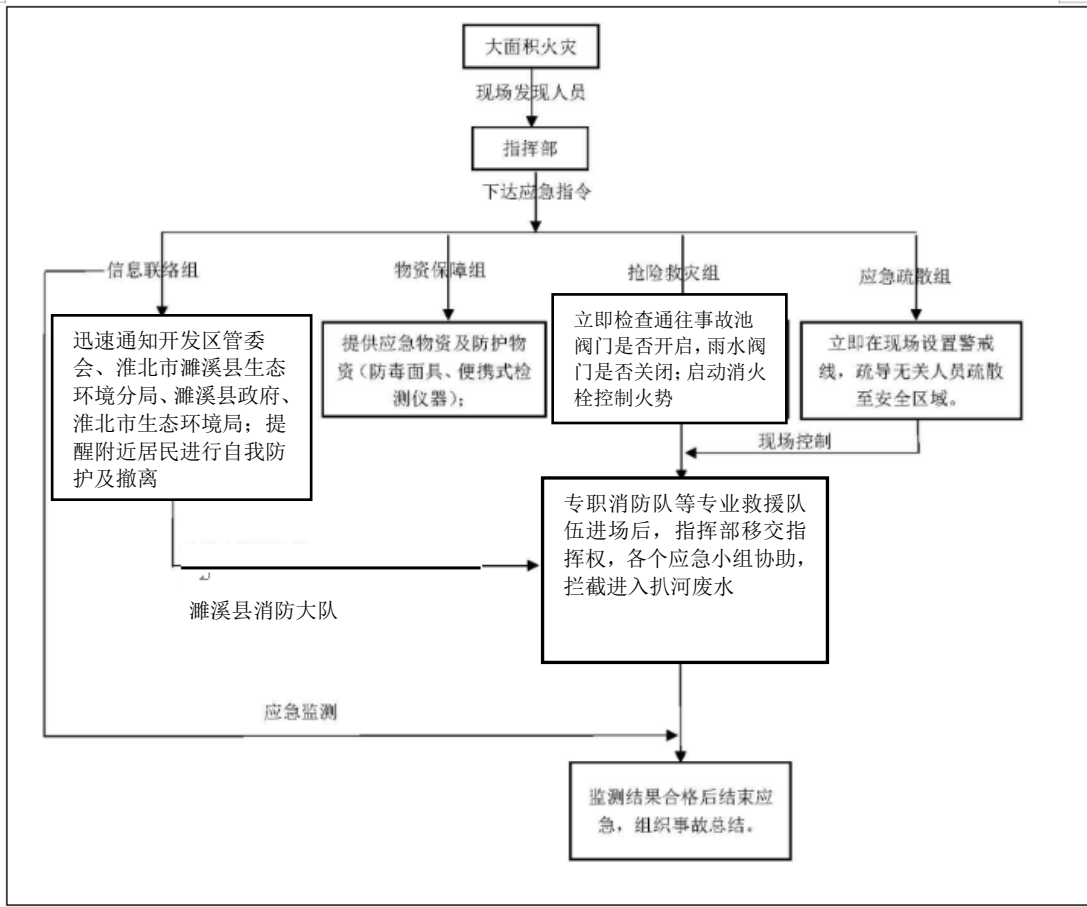 大面积火灾
现场发现人员
指挥部
下达应急指令
信息联络组
物资保障组
抢险救灾组
应急疏散组
迅速通知开发区管委
会、淮北市濉溪县生态
环境分局、濉溪县政府、
淮北市生态环境局；提
醒附近居民进行自我防
护及撤离
提供应急物资及防护物
资（防毒面具、便携式检
测仪器）；
立即检查通往事故池
阀门是否开启，雨水阀
门是否关闭；启动消火
栓控制火势
立即在现场设置警戒
线，疏导无关人员疏散
至安全区域。
现场控制
专职消防队等专业救援队
伍进场后，指挥部移交指
挥权，各个应急小组协助，
拦截进入扒河废水
濉溪县消防大队
应急监测
监测结果合格后结束应
急，组织事故总结。